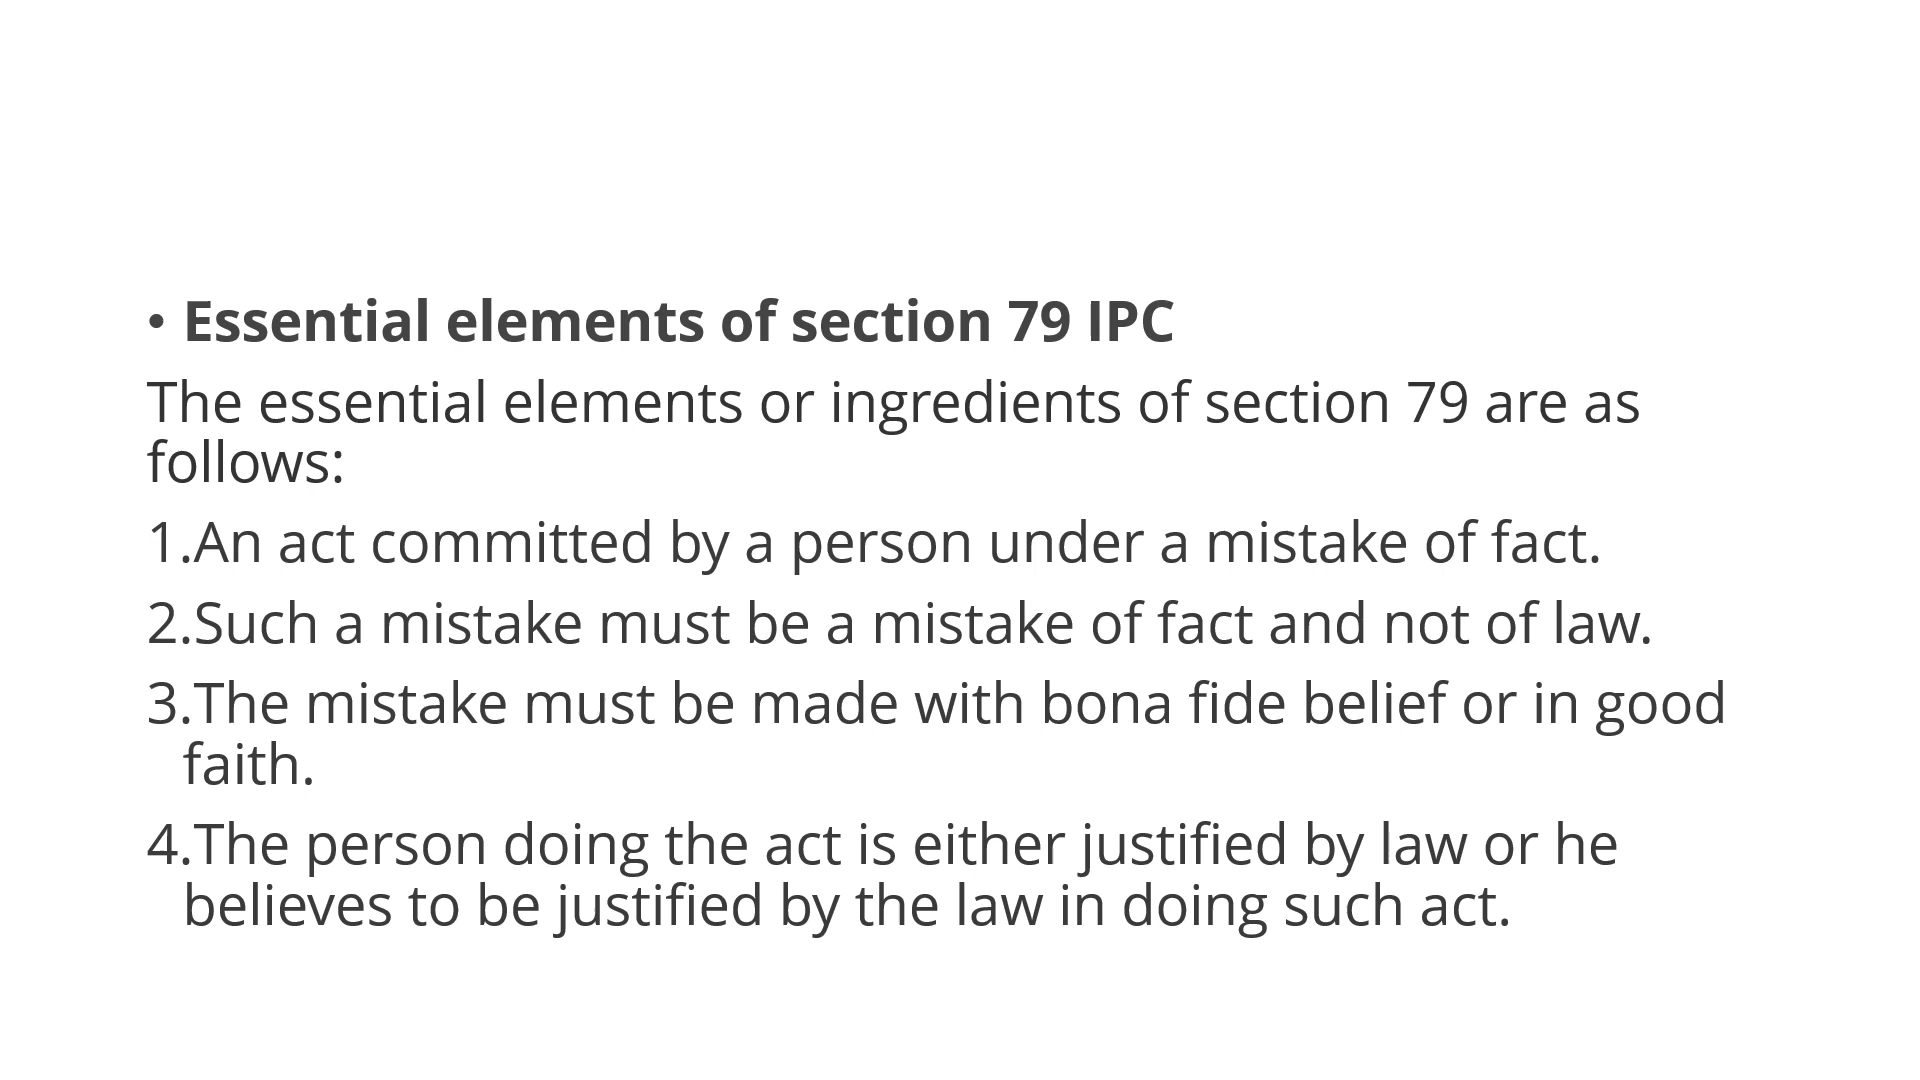 • Essential elements of section 79 IPC
The essential elements or ingredients of section 79 are as
follows:
1.An act committed by a person under a mistake of fact.
2.Such a mistake must be a mistake of fact and not of law.
3.The mistake must be made with bona fide belief or in good
faith.
4.The person doing the act is either justified by law or he
believes to be justified by the law in doing such act.